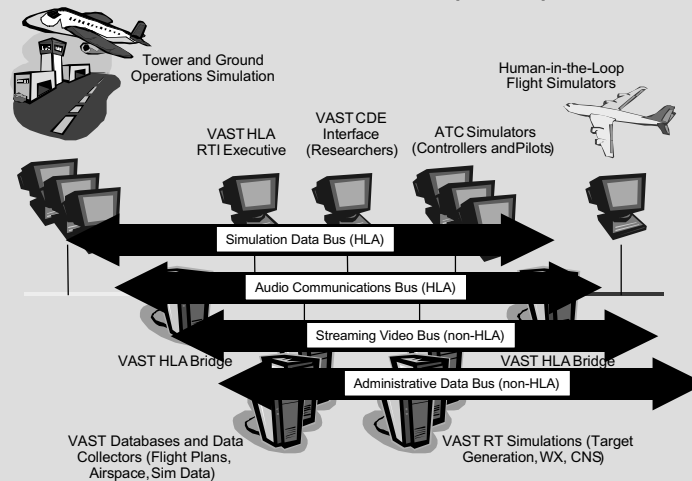 Tower and Ground
Operations Simulation
Human-in-the-Loop
Flight Simulators
VAST HLA
RTI Executive
VAST CDE
Interface
(Researchers)
ATC Simulators
(Controllers and Pilots)
Simulation Data Bus (HLA)
Audio Communications Bus (HLA)
Streaming Video Bus (non-HLA)
VAST HLA Bridge
VAST HLA Bridge
Administrative Data Bus (non-HLA)
VAST Databases and Data
Collectors (Flight Plans,
Airspace, Sim Data)
VAST RT Simulations (Target
Generation, WX, CNS)